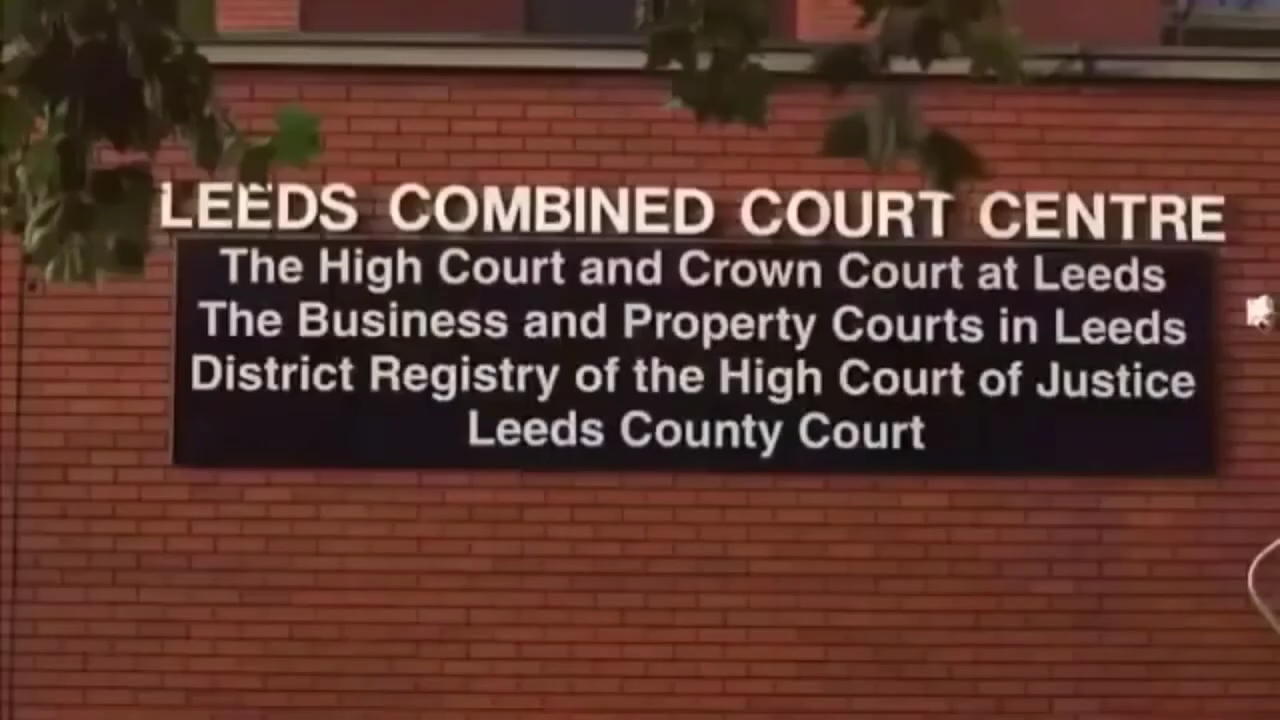 LEEDS COMBINED COURT CENTRE
The High Court and Crown Court at Leeds
The Business and Property Courts in Leeds
District Registry of the High Court of Justice
Leeds County Court